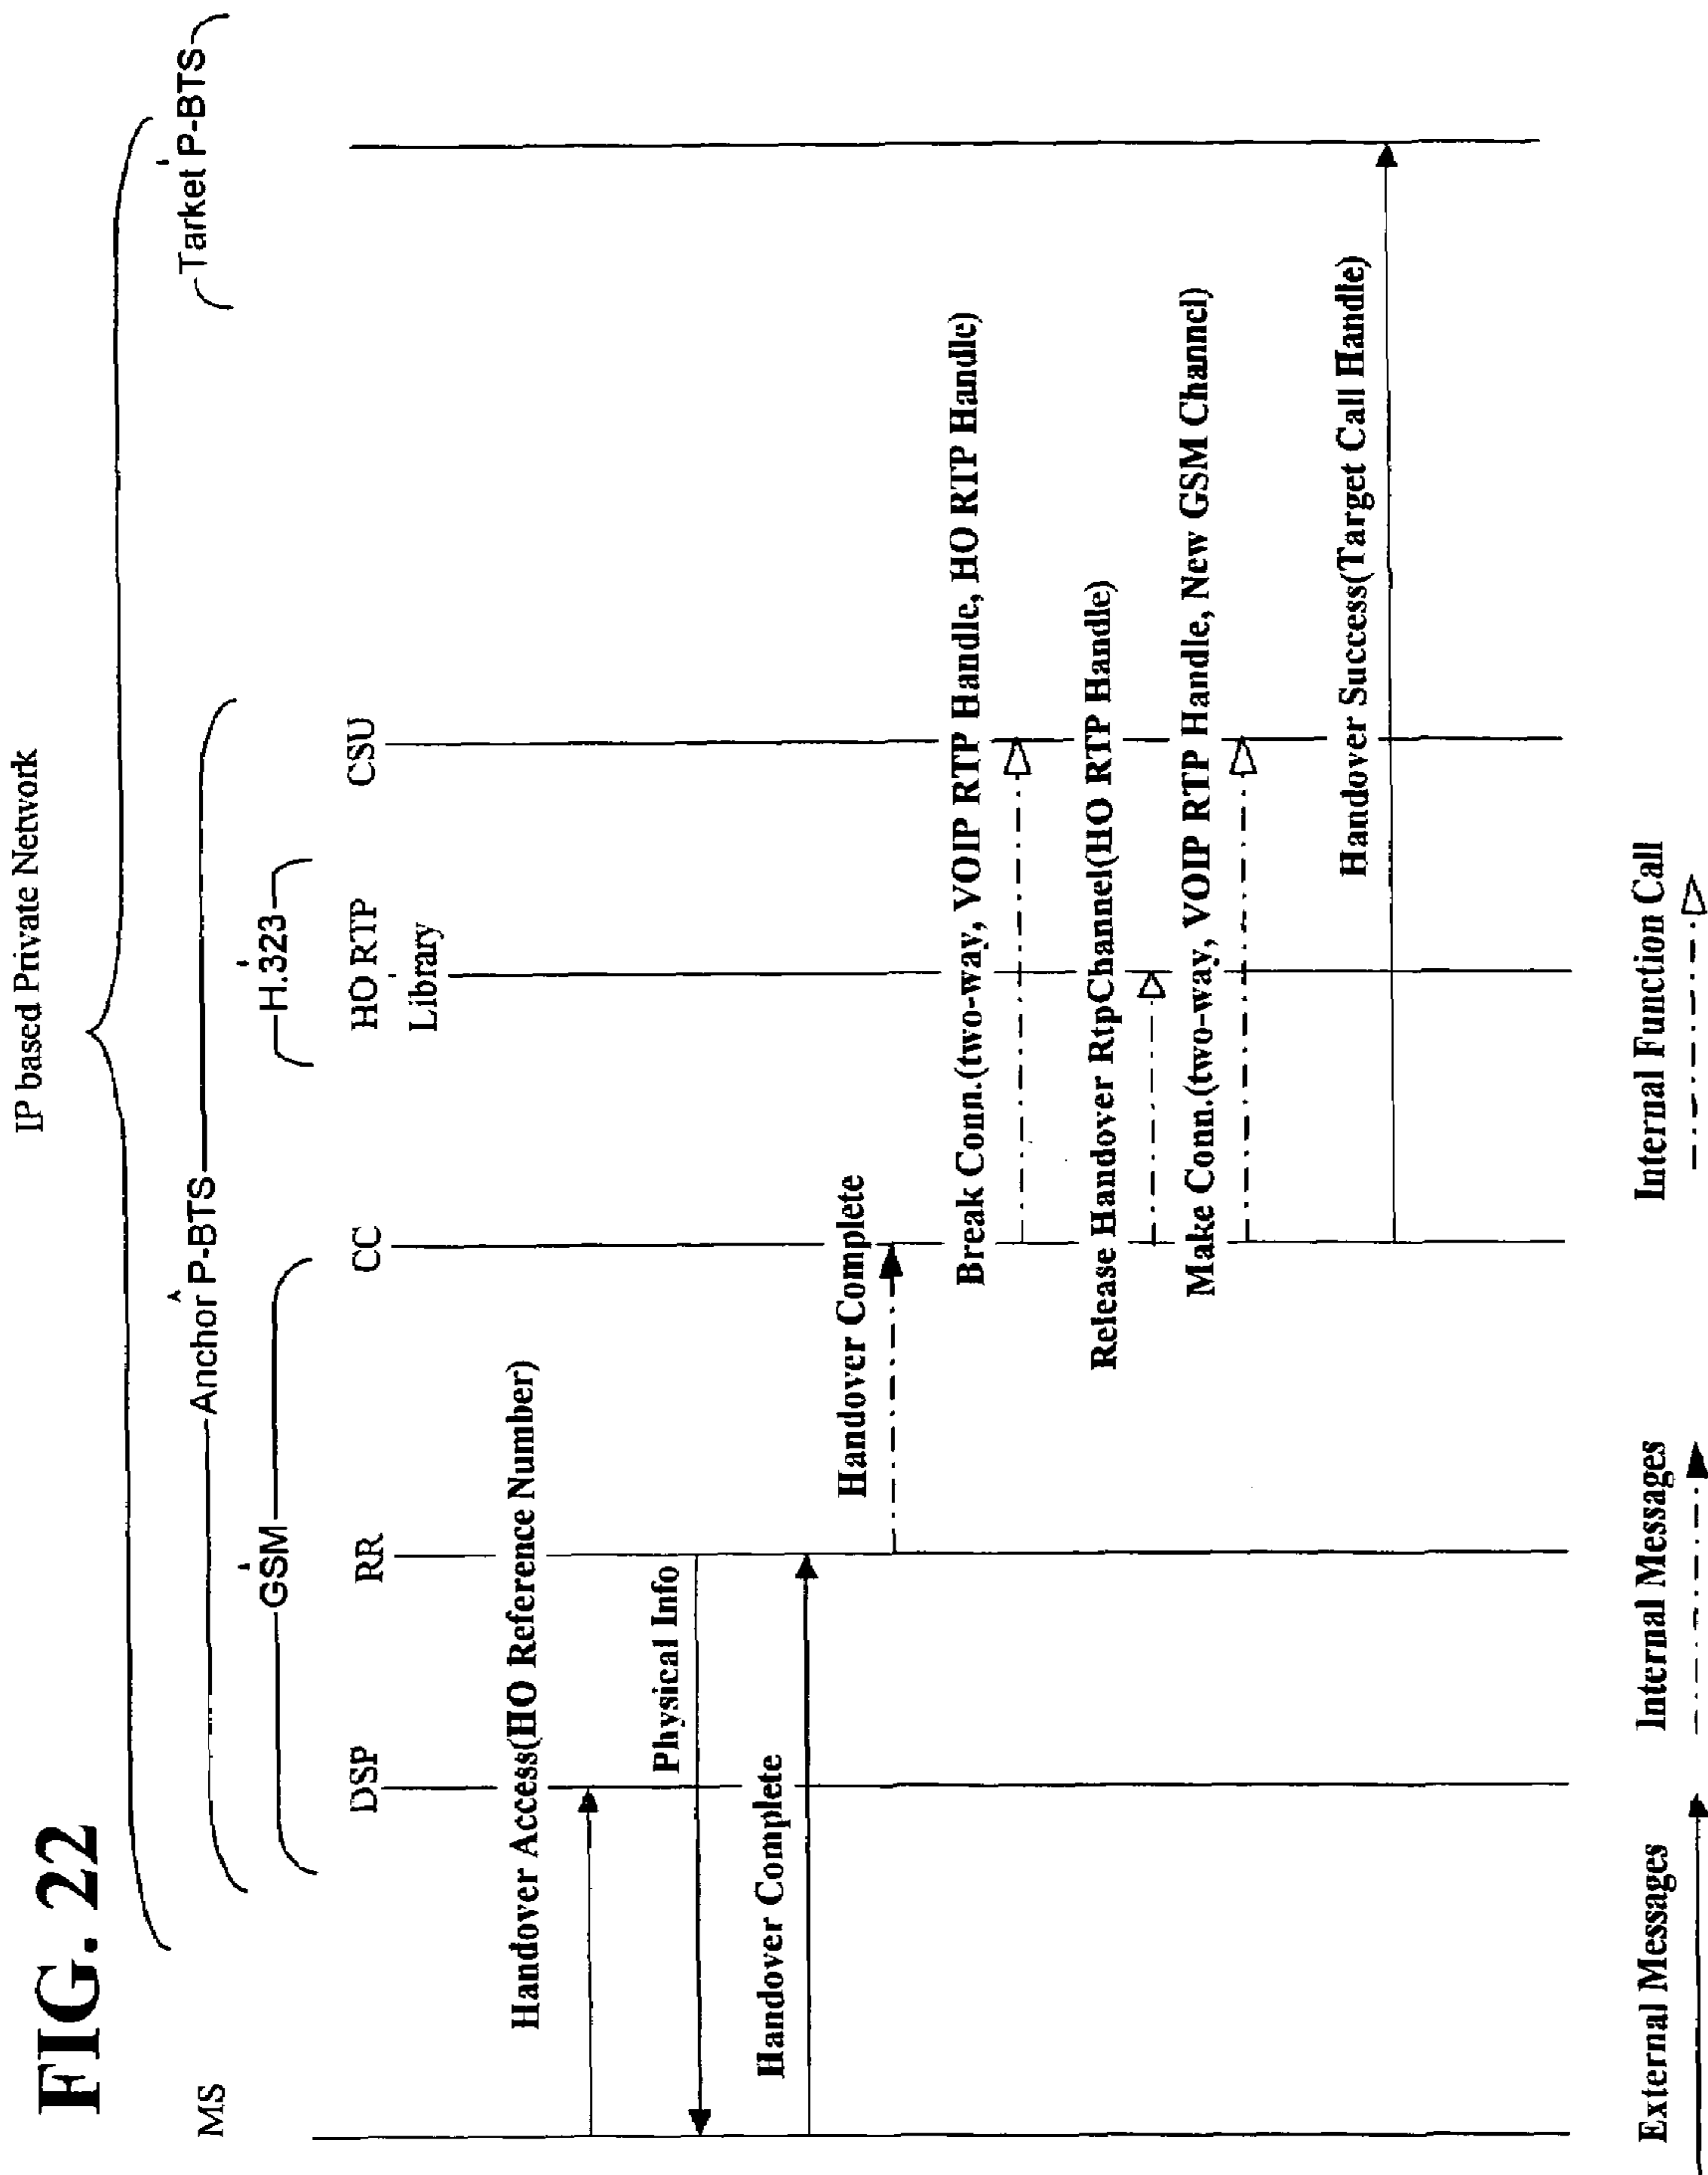 FIG. 22
IP based Private Network
MS
Anchor P-BTS
Tarket P-BTS
GSM
H.323
DSP
RR
CC
HO RTP
Library
CSU
Handover Access(HO Reference Number)
Physical Info
Handover Complete
Handover Complete
Break Conn.(two-way, VOIP RTP Handle, HO RTP Handle)
Release Handover RtpChannel(HO RTP Handle)
Make Conn.(two-way, VOIP RTP Handle, New GSM Channel)
Handover Success(Target Call Handle)
External Messages
Internal Messages
Internal Function Call